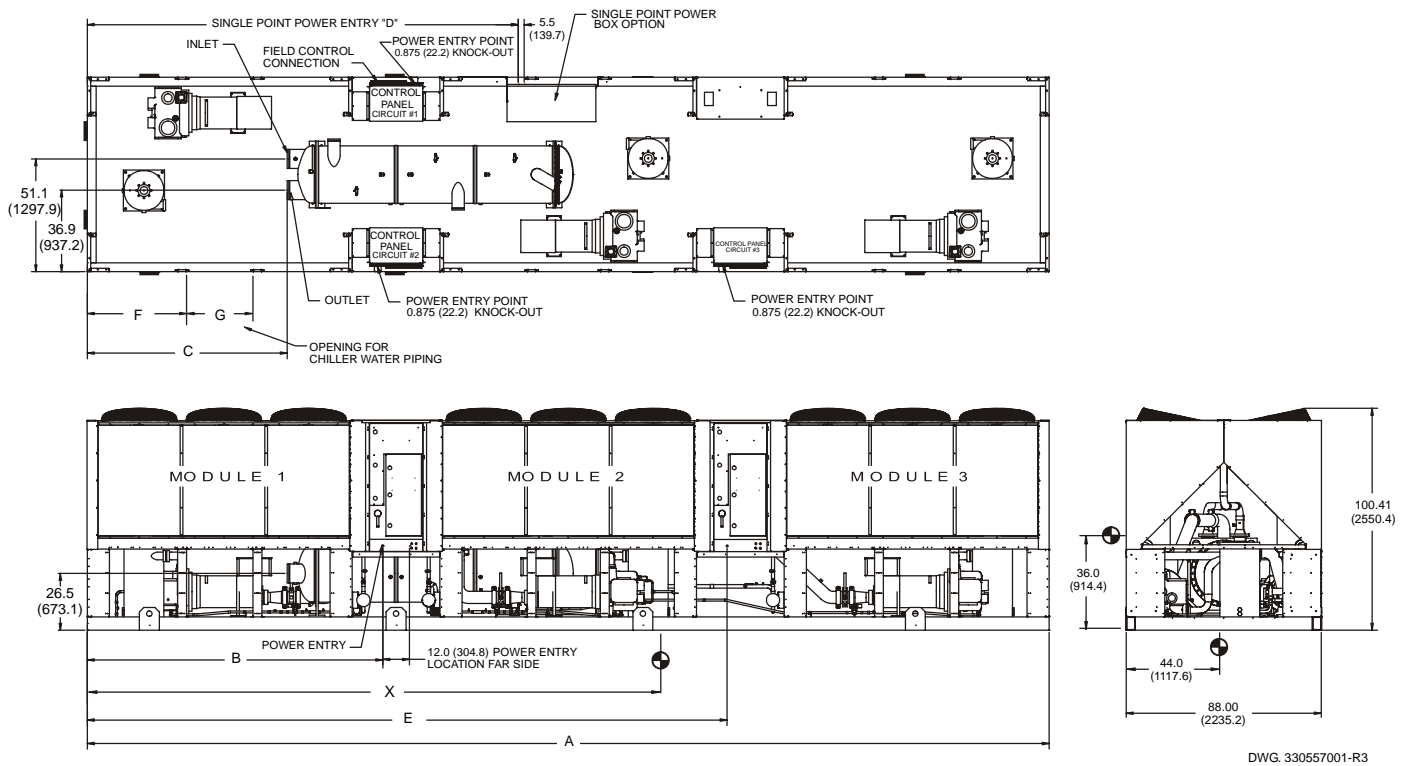 SINGLE POINT POWER ENTRY "D"
5.5
(139.7)
SINGLE POINT POWER
BOX OPTION
INLET
FIELD CONTROL
CONNECTION
POWER ENTRY POINT
0.875 (22.2) KNOCK-OUT
CONTROL
PANEL
CIRCUIT #1
51.1
(1297.9)
36.9
(937.2)
CONTROL
PANEL
CIRCUIT #2
CONTROL PANEL
CIRCUIT #3
OUTLET
POWER ENTRY POINT
0.875 (22.2) KNOCK-OUT
POWER ENTRY POINT
0.875 (22.2) KNOCK-OUT
F
G
C
OPENING FOR
CHILLER WATER PIPING
MODULE 1
MODULE 2
MODULE 3
100.41
(2550.4)
36.0
(914.4)
26.5
(673.1)
8
POWER ENTRY
12.0 (304.8) POWER ENTRY
LOCATION FAR SIDE
B
44.0
(1117.6)
X
88.00
(2235.2)
E
A
DWG. 330557001-R3